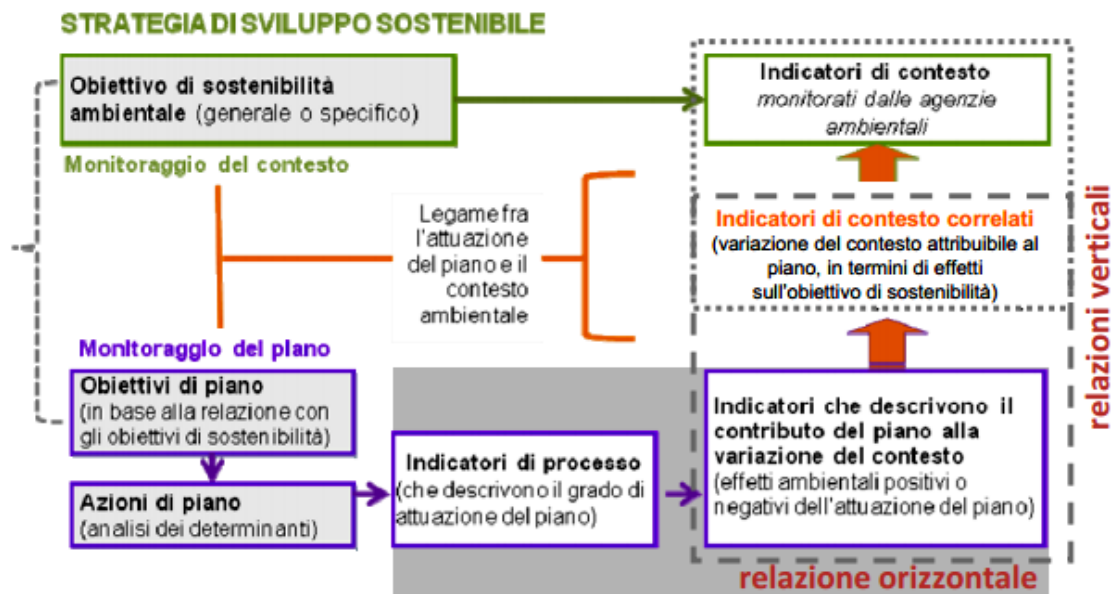 STRATEGIA DI SVILUPPO SOSTENIBILE
Obiettivo di sostenibilità
ambientale (generale o specifico)
Indicatori di contesto
monitorati dalle agenzie
ambientali
Monitoraggio del contesto
Legame fra
l'attuazione
del piano e il
contesto
ambientale
Indicatori di contesto correlati
(variazione del contesto attribuibile al
piano, in termini di effetti
sull'obiettivo di sostenibilità)
relazioni verticali
Monitoraggio del piano
Obiettivi di piano
(in base alla relazione con
gli obiettivi di sostenibilità)
Azioni di piano
(analisi dei determinanti)
Indicatori di processo
(che descrivono il grado di
attuazione del piano)
Indicatori che descrivono il
contributo del piano alla
variazione del contesto
(effetti ambientali positivi o
negativi dell'attuazione del piano)
relazione orizzontale